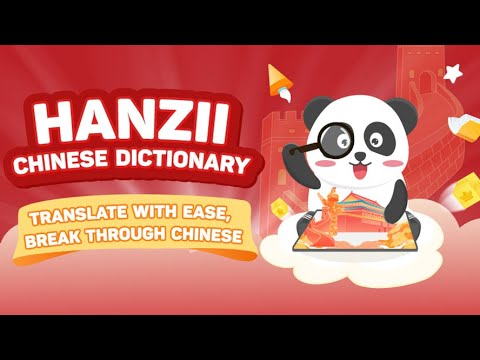 HANZII
CHINESE DICTIONARY
TRANSLATE WITH EASE,
BREAK THROUGH CHINESE